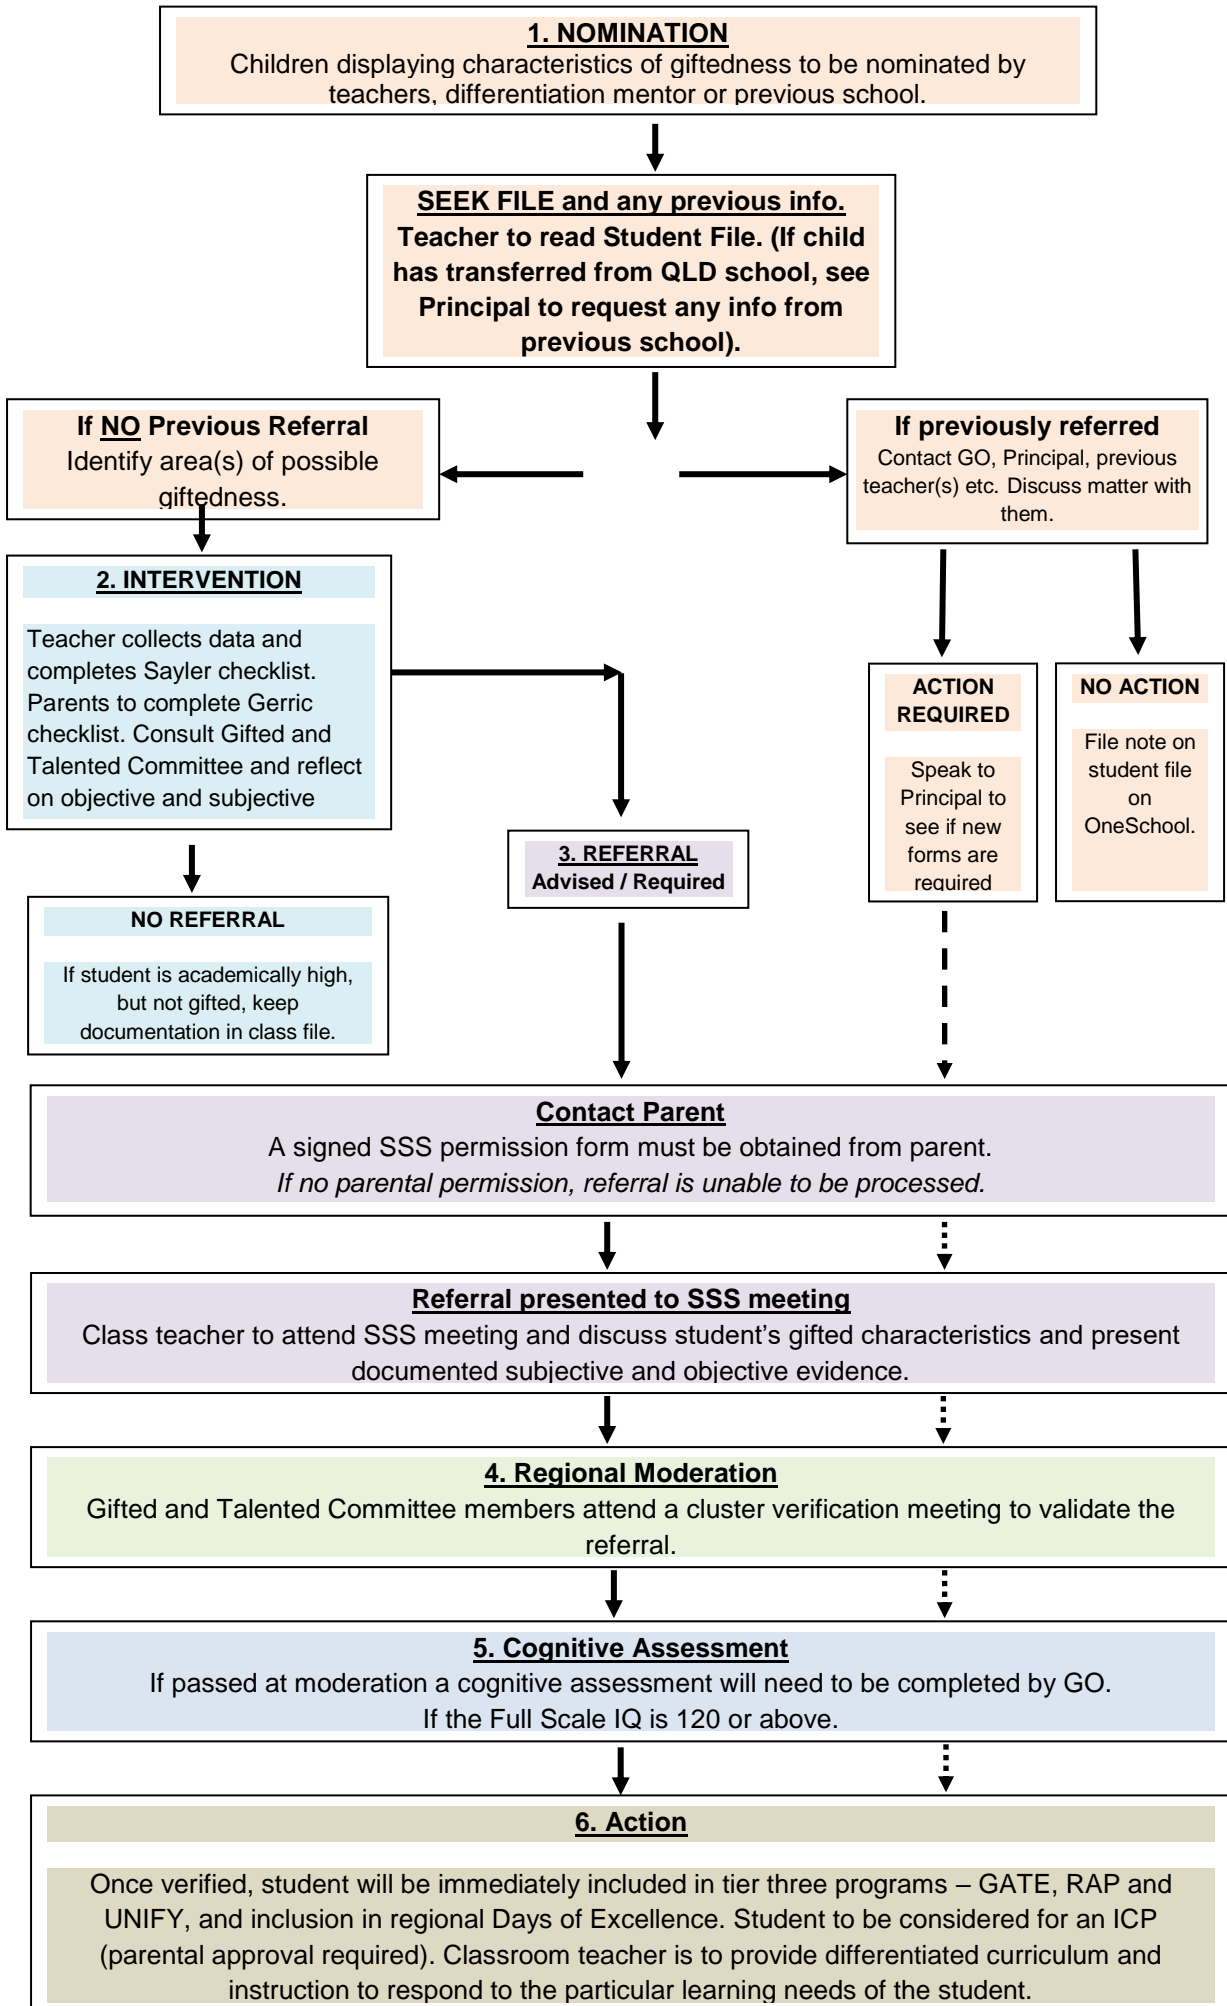 1. NOMINATION
Children displaying characteristics of giftedness to be nominated by
teachers, differentiation mentor or previous school.
SEEK FILE and any previous info.
Teacher to read Student File. (If child
has transferred from QLD school, see
Principal to request any info from
previous school).
If NO Previous Referral
Identify area(s) of possible
giftedness.
If previously referred
Contact GO, Principal, previous
teacher(s) etc. Discuss matter with
them.
2. INTERVENTION
Teacher collects data and
completes Sayler checklist.
Parents to complete Gerric
checklist. Consult Gifted and
Talented Committee and reflect
on objective and subjective
ACTION
REQUIRED
Speak to
Principal to
see if new
forms are
required
NO ACTION
File note on
student file
on
OneSchool.
3. REFERRAL
Advised / Required
NO REFERRAL
If student is academically high,
but not gifted, keep
documentation in class file.
Contact Parent
A signed SSS permission form must be obtained from parent.
If no parental permission, referral is unable to be processed.
Referral presented to SSS meeting
Class teacher to attend SSS meeting and discuss student's gifted characteristics and present
documented subjective and objective evidence.
4. Regional Moderation
Gifted and Talented Committee members attend a cluster verification meeting to validate the
referral.
5. Cognitive Assessment
If passed at moderation a cognitive assessment will need to be completed by GO.
If the Full Scale IQ is 120 or above.
6. Action
Once verified, student will be immediately included in tier three programs – GATE, RAP and
UNIFY, and inclusion in regional Days of Excellence. Student to be considered for an ICP
(parental approval required). Classroom teacher is to provide differentiated curriculum and
instruction to respond to the particular learning needs of the student.